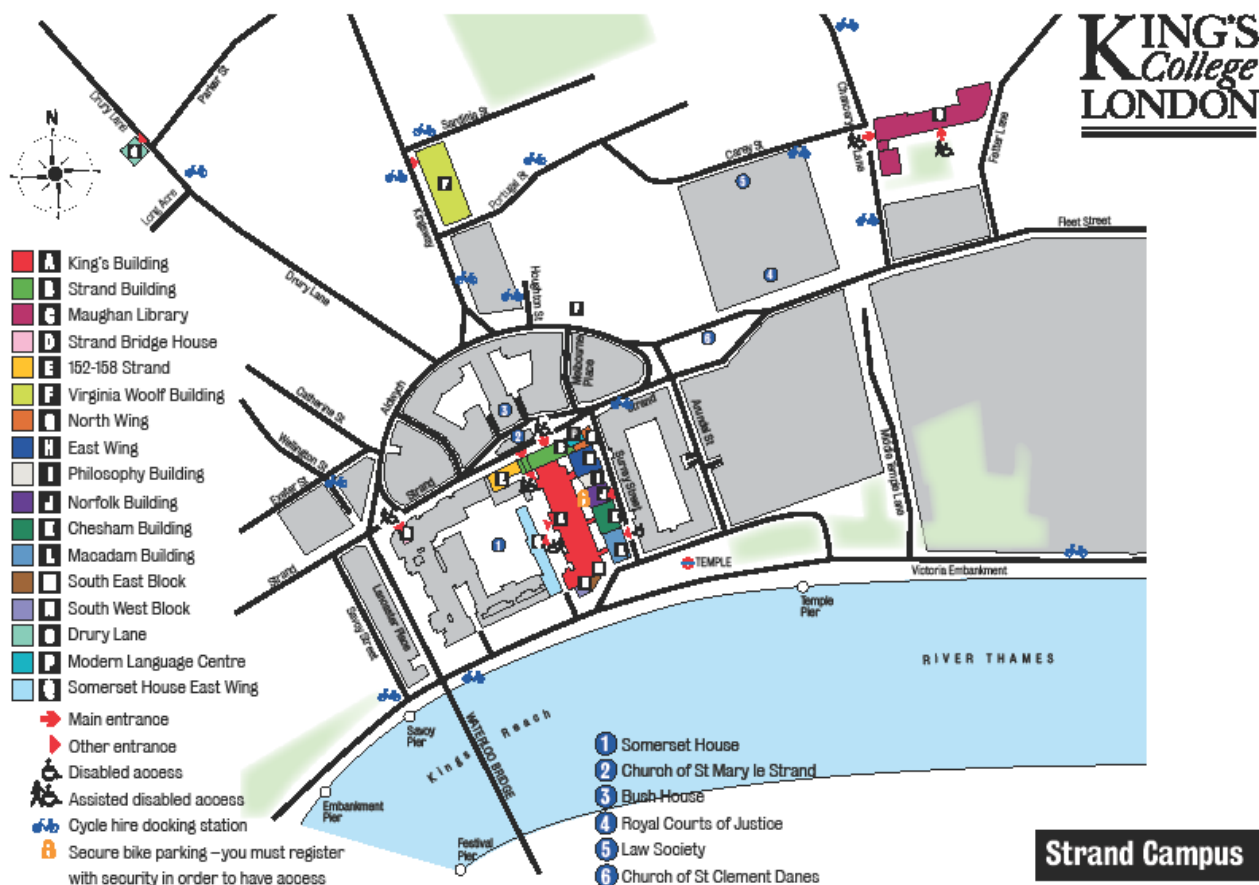 KING'S
College
LONDON
Drury Lane
Parker St
Long Acre
Drury Lane
N
Sardinia St
Kingsway
Portugal St
Houghton St
Carey St
Chancery
Lane
Fetter Lane
Fleet Street
5
4
6
A King's Building
B Strand Building
C Maughan Library
D Strand Bridge House
E 152-158 Strand
F Virginia Woolf Building
North Wing
H East Wing
I Philosophy Building
J Norfolk Building
K Chesham Building
L Macadam Building
South East Block
South West Block
Drury Lane
P Modern Language Centre
Somerset House East Wing
Main entrance
Other entrance
Disabled access
Assisted disabled access
Cycle hire docking station
Secure bike parking – you must register
with security in order to have access
Catherine St
Wellington St
Exeter St
Aldwych
Melbourne
Place
3
2
Strand
Strand
Strand
1
Surrey Street
Arundel St
Middle Temple Lane
Lancaster Place
Savoy Street
TEMPLE
Victoria Embankment
Temple
Pier
RIVER THAMES
Savoy
Pier
Kings Reach
WATERLOO BRIDGE
Embankment
Pier
Festival
Pier
1 Somerset House
2 Church of St Mary le Strand
3 Bush House
4 Royal Courts of Justice
5 Law Society
6 Church of St Clement Danes
Strand Campus